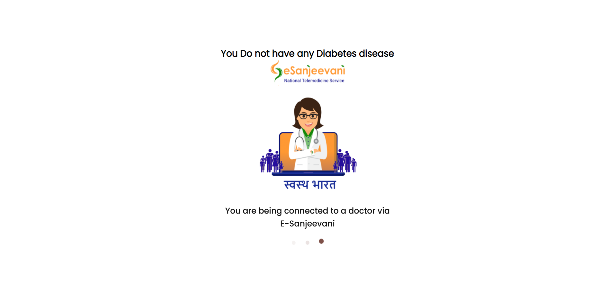 You Do not have any Diabetes disease
eSanjeevani
National Telemedicine Service
स्वस्थ भारत
You are being connected to a doctor via
E-Sanjeevani